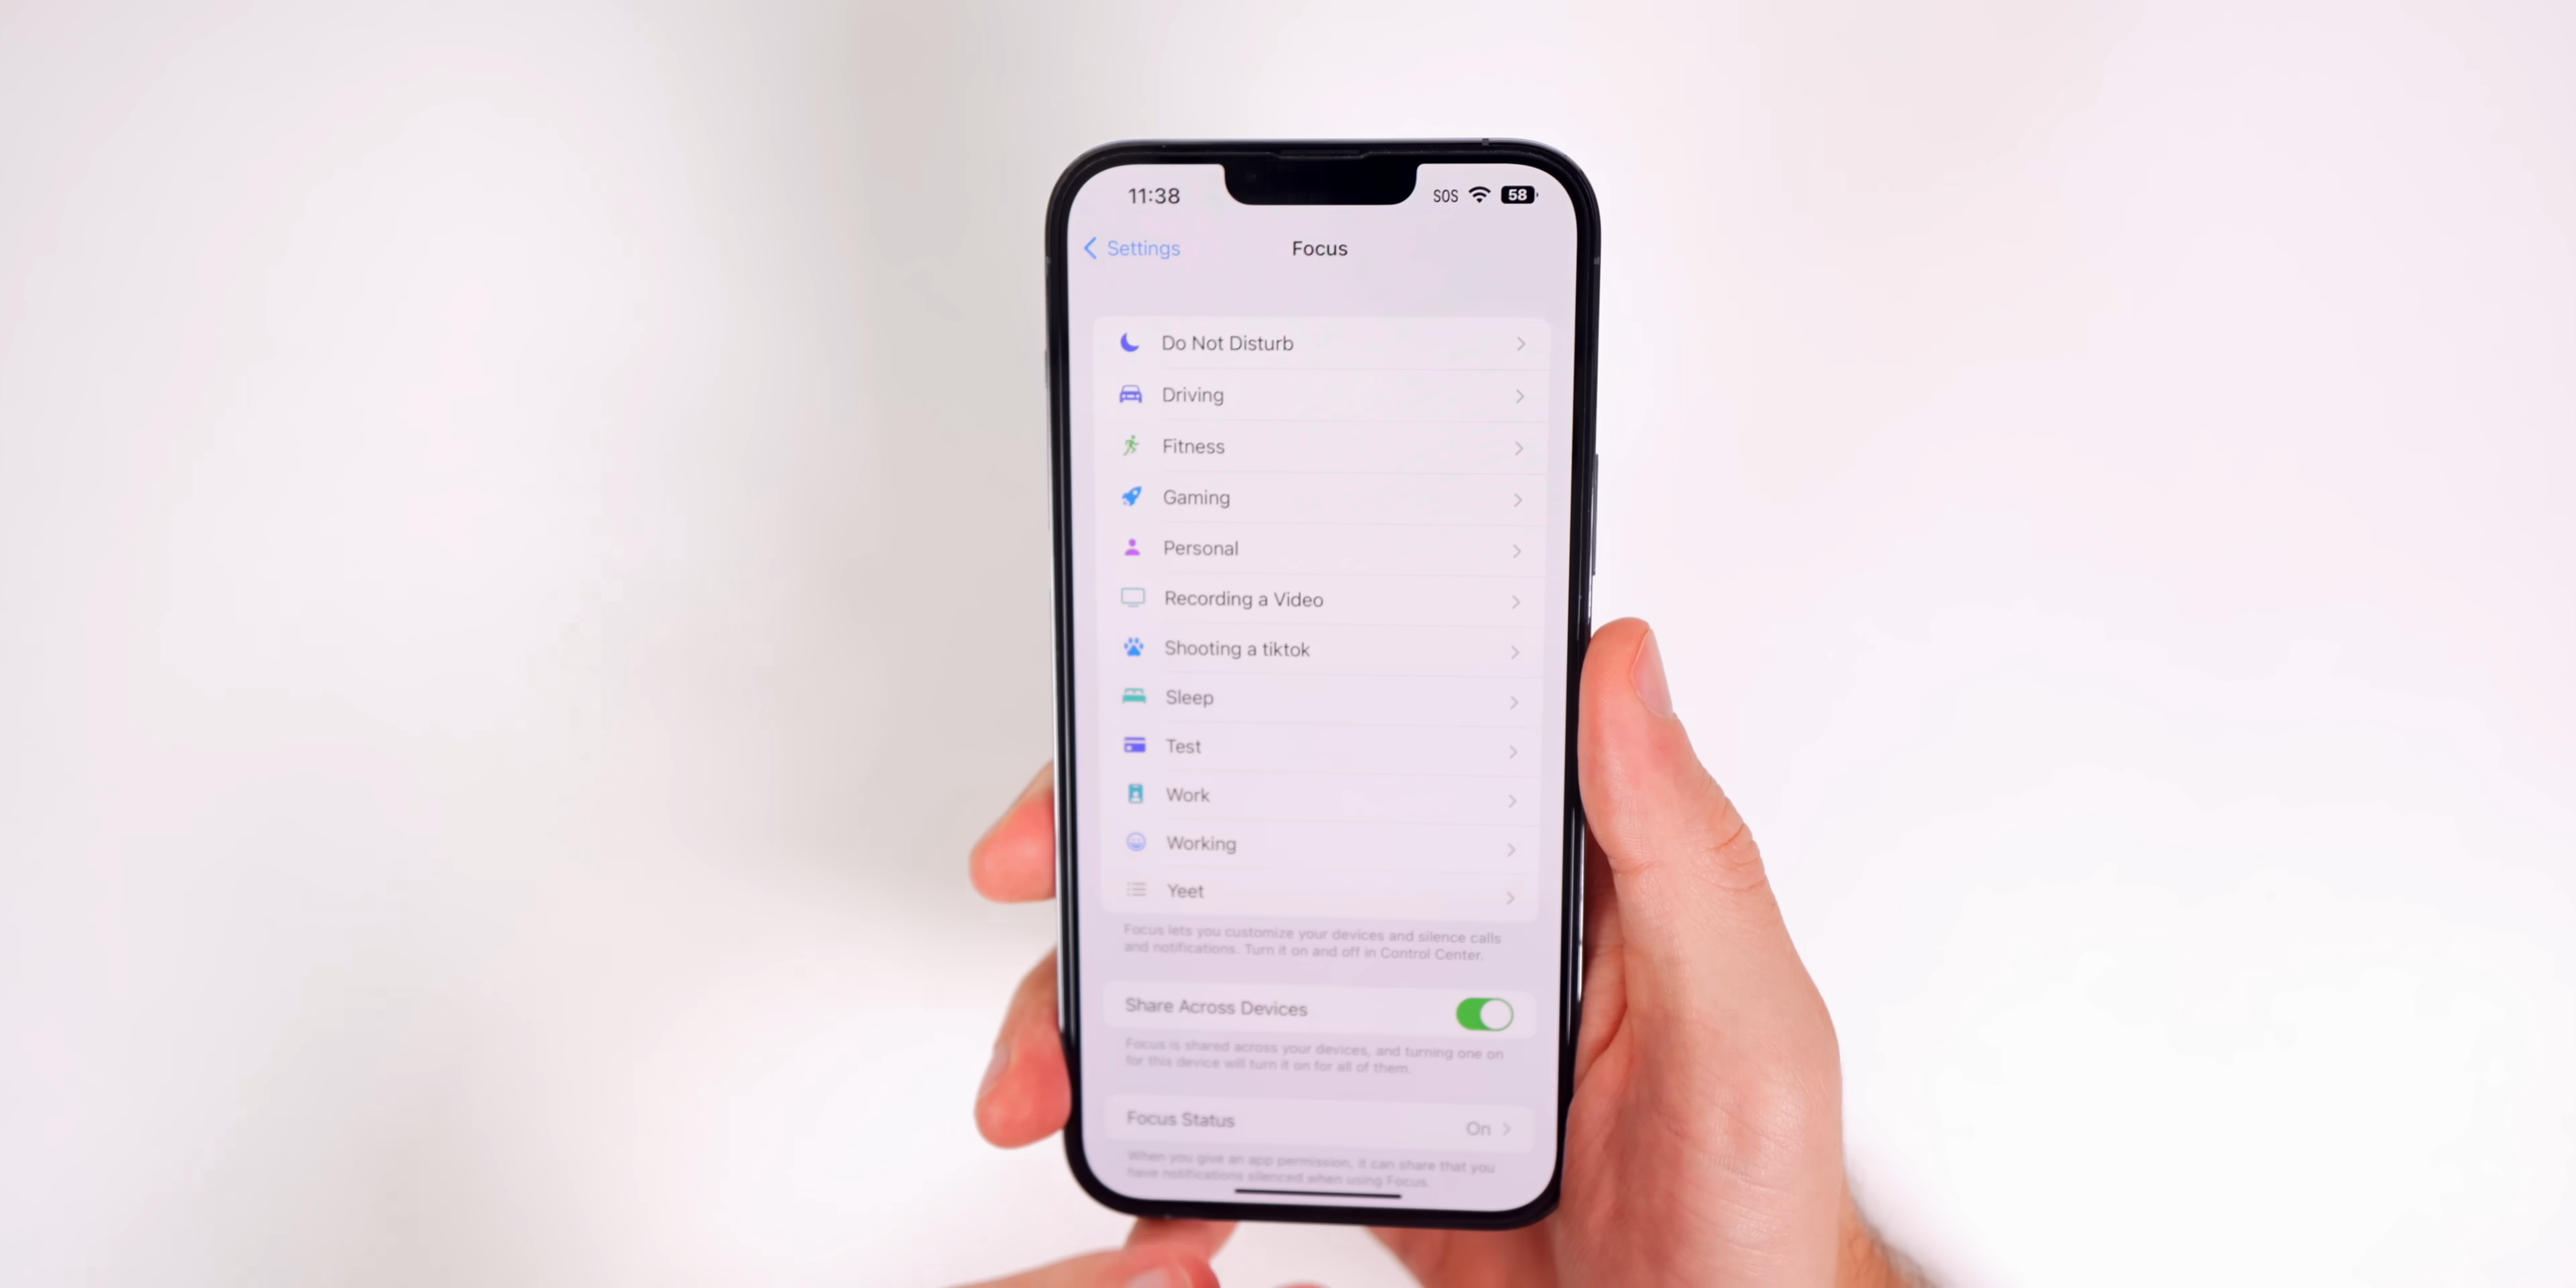 11:38
SOS 58
Settings
Focus
Do Not Disturb
Driving
Fitness
Gaming
Personal
Recording a Video
Shooting a tiktok
Sleep
Test
Work
Working
Yeet
Focus lets you customize your devices and silence calls
and notifications. Turn it on and off in Control Center.
Share Across Devices
Focus is shared across your devices, and turning one on
for this device will turn it on for all of them.
Focus Status
On
When you give an app permission, it can share that you
have notifications silenced when using Focus.